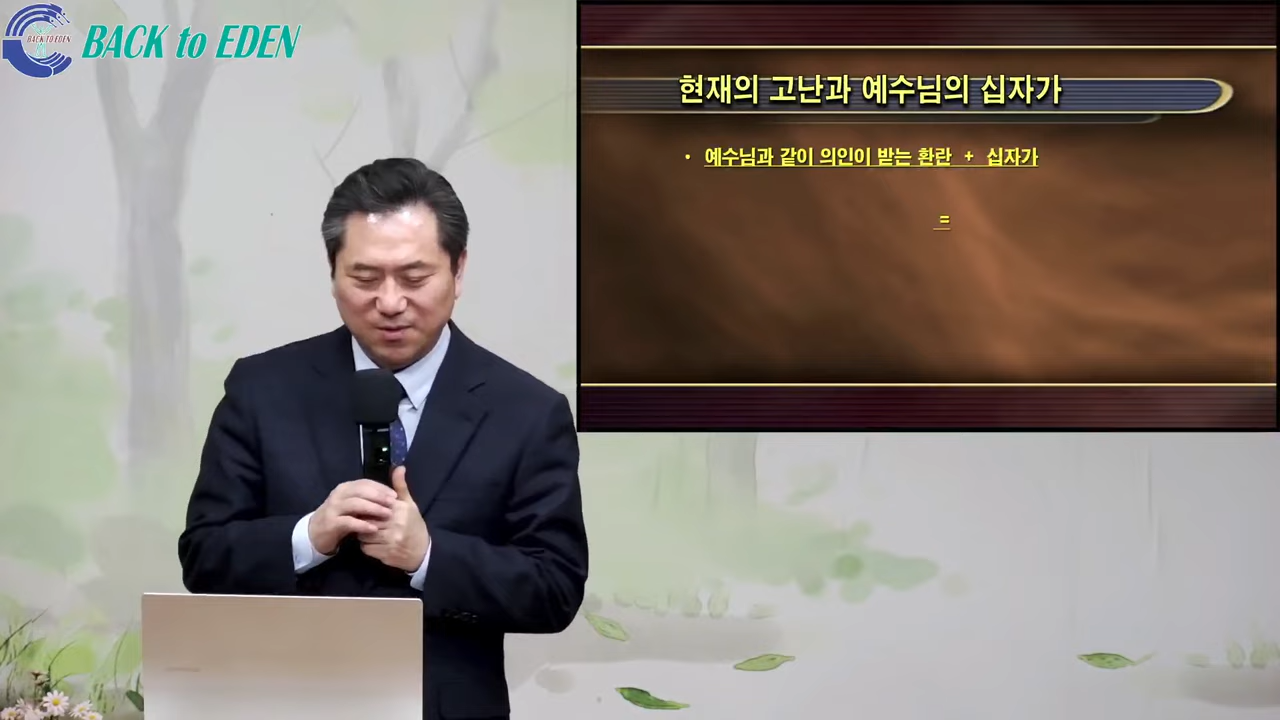 BACK TO EDEN
BACK to EDEN
현재의 고난과 예수님의 십자가
• 예수님과 같이 의인이 받는 환란 + 십자가
=